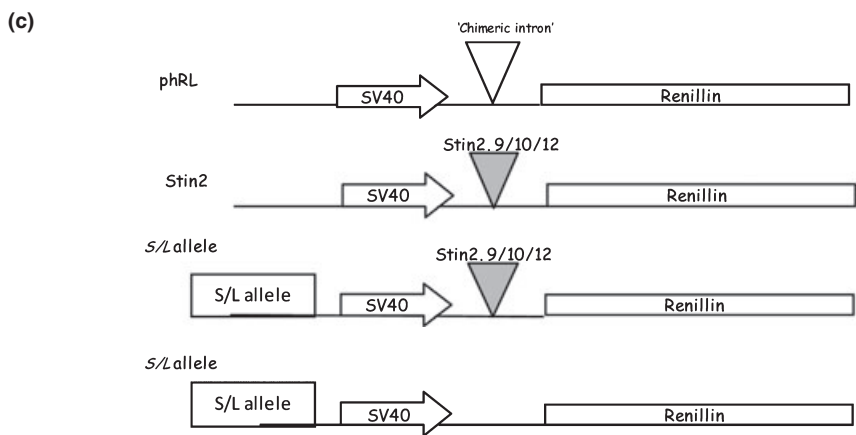 (c)
'Chimeric intron'
phRL
SV40
Renillin
Stin2. 9/10/12
Stin2
SV40
Renillin
S/L allele
Stin2. 9/10/12
S/L allele
SV40
Renillin
S/L allele
S/L allele
SV40
Renillin